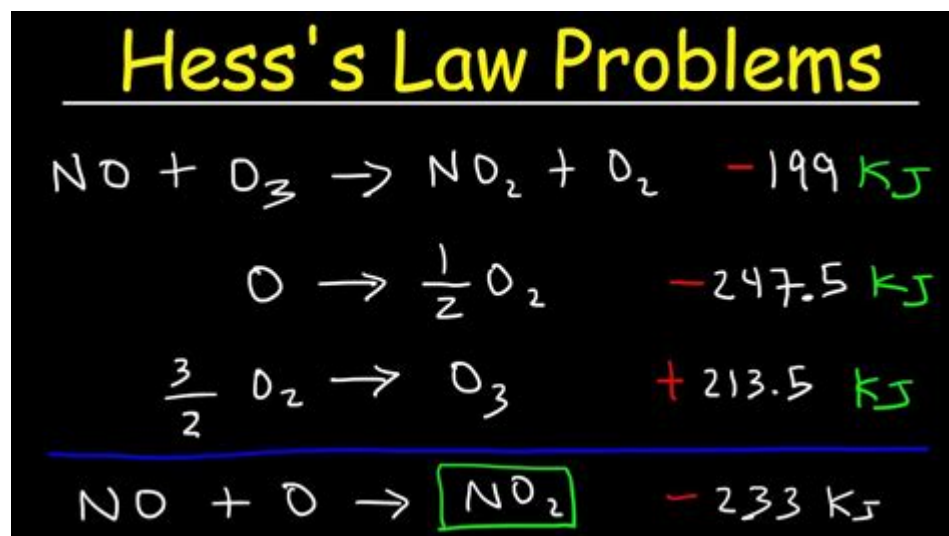 Hess's Law Problems
NO + O₃ → NO₂ + O₂ -199 KJ
O → 1/2 O₂ -247.5 KJ
3/2 O₂ → O₃ +213.5 KJ
NO + O → NO₂ -233 KJ